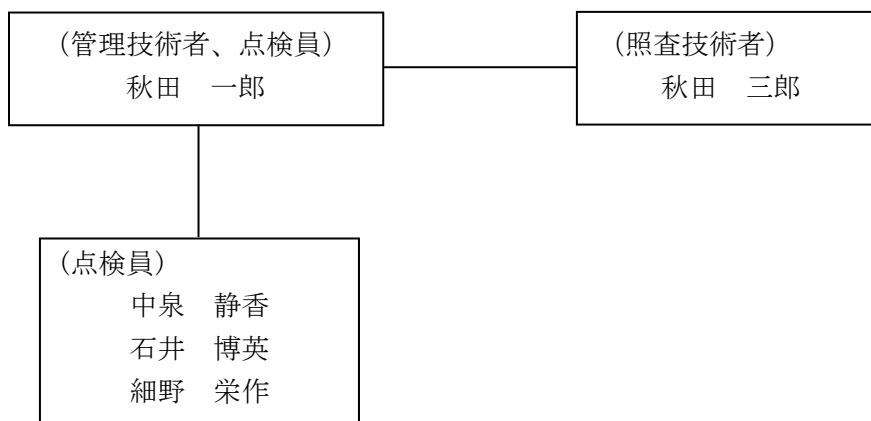 （管理技術者、点検員）
秋田　一郎
（照査技術者）
秋田　三郎
（点検員）
中泉　静香
石井　博英
細野　栄作